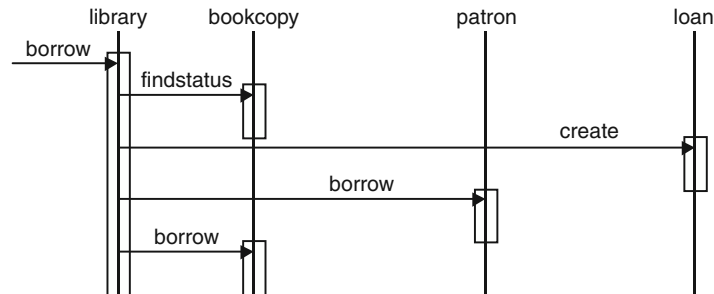 library bookcopy patron loan
borrow
findstatus
create
borrow
borrow